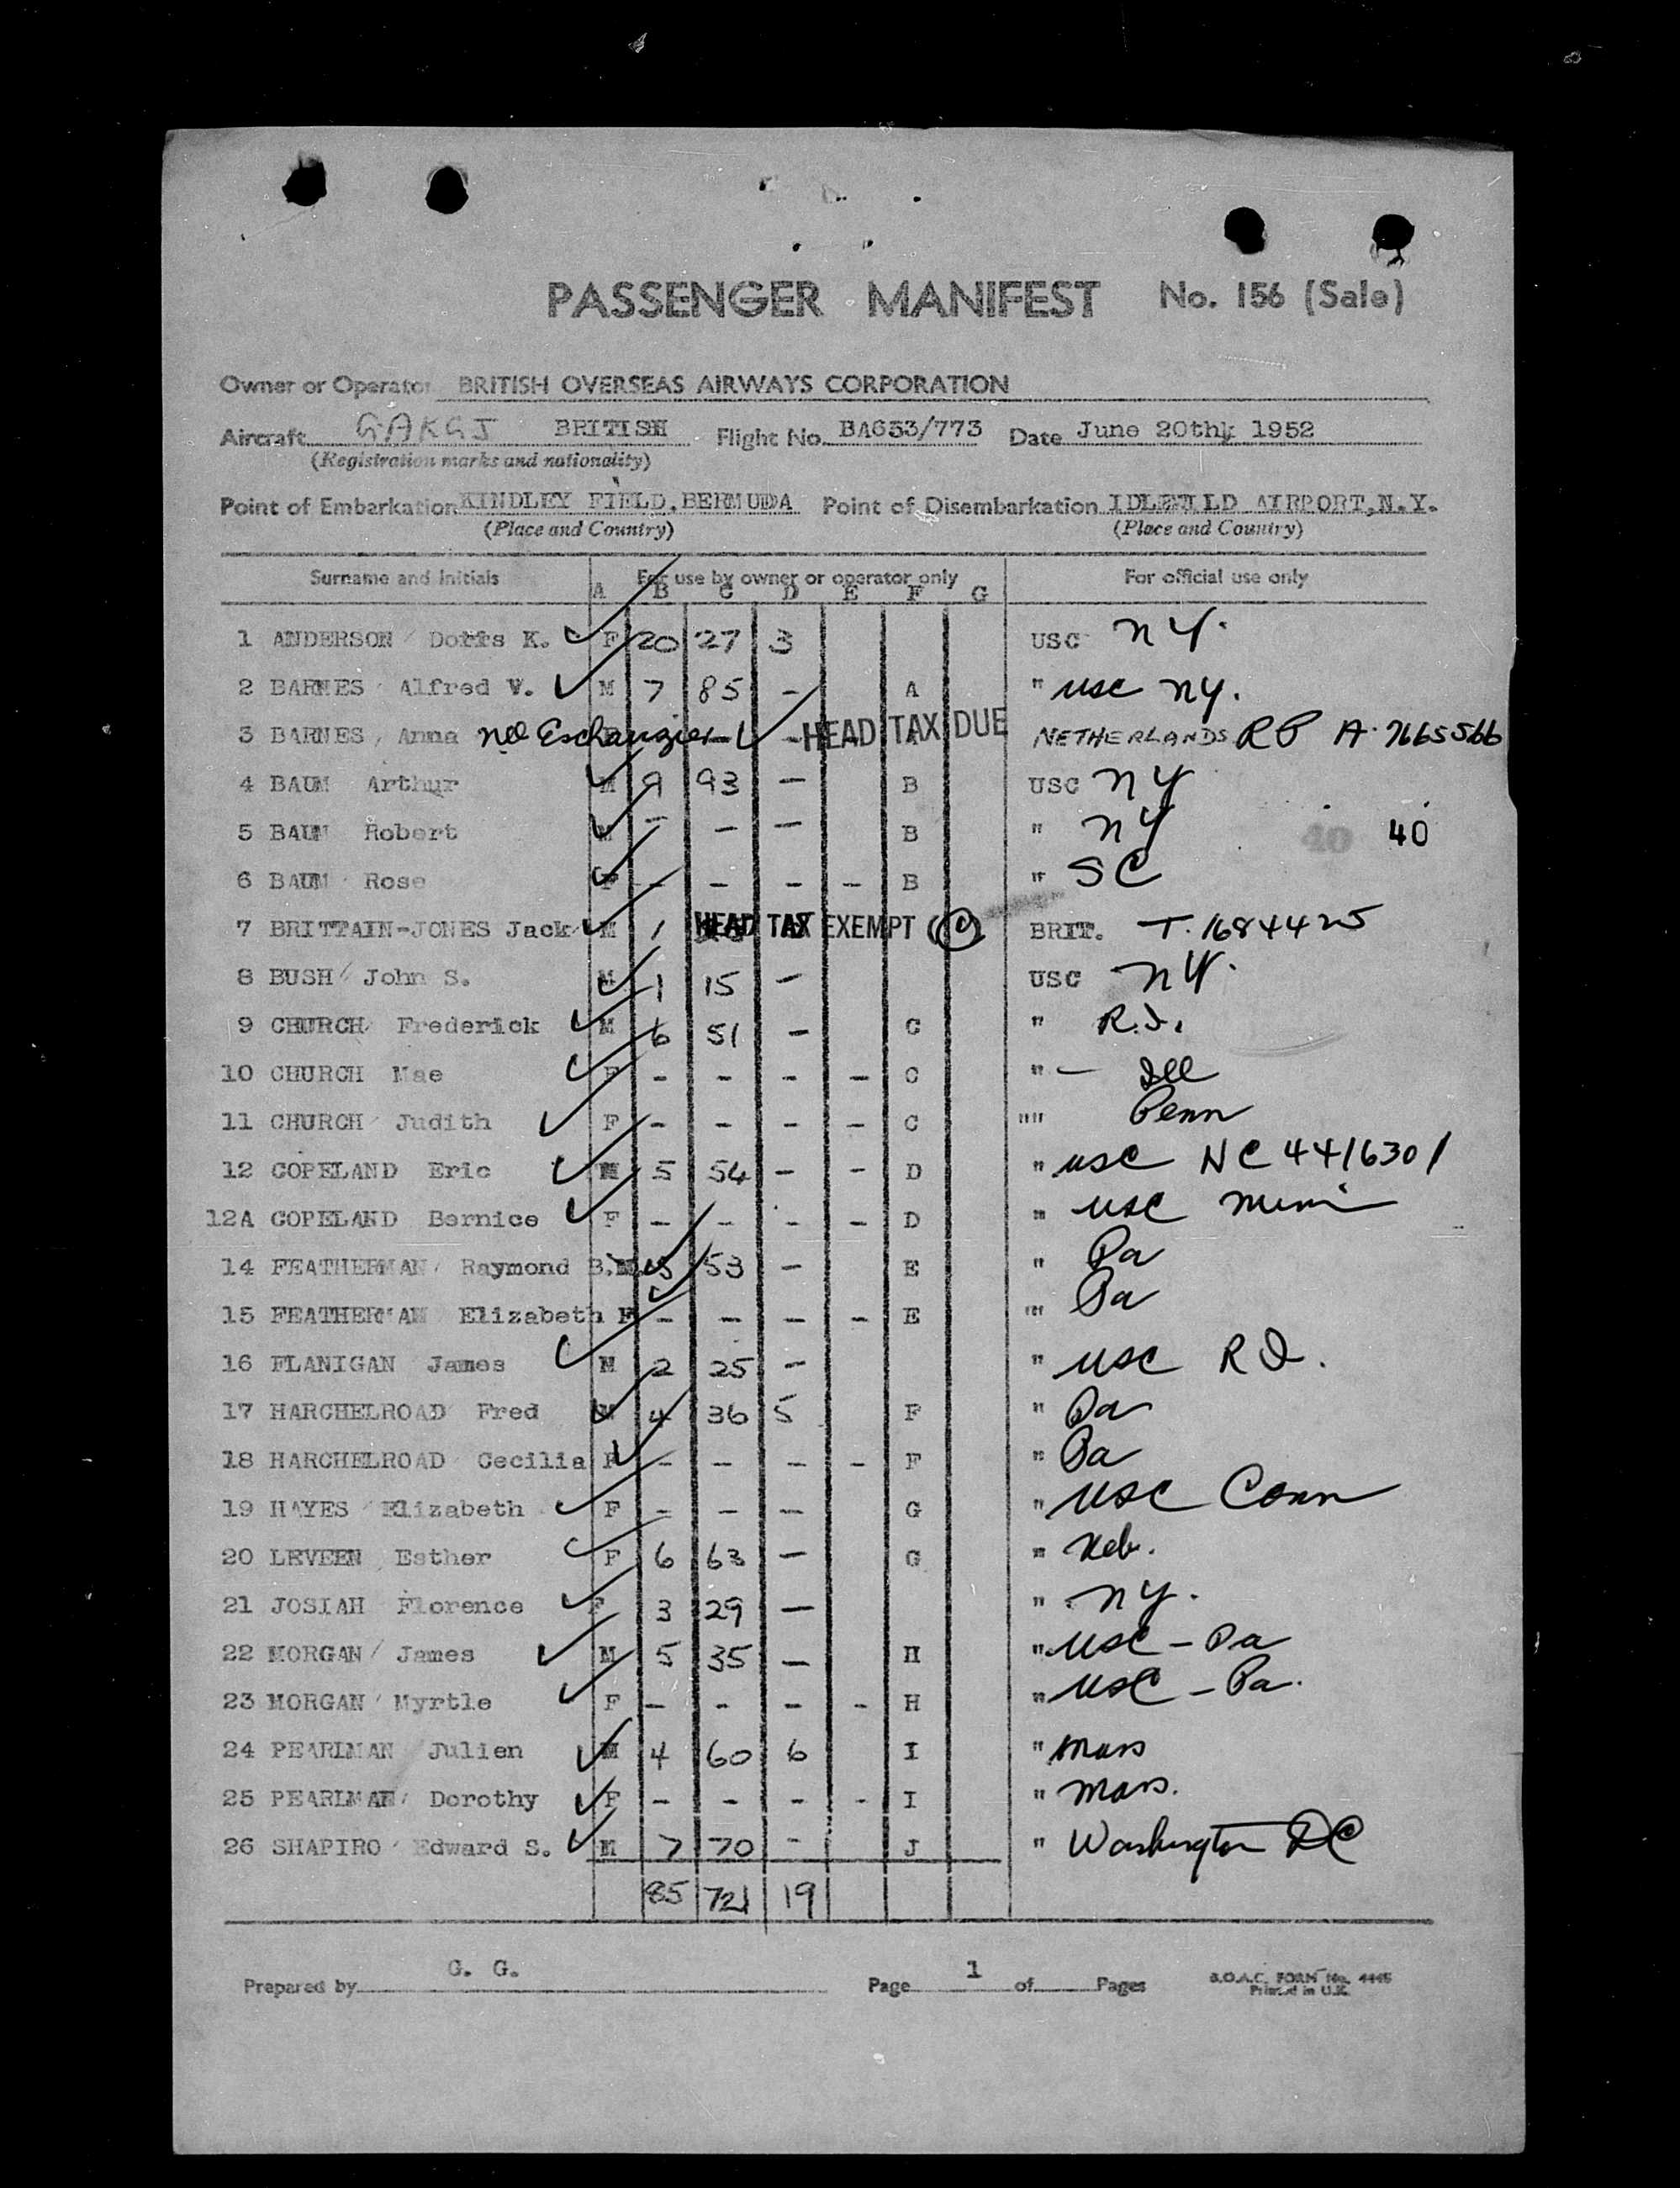 PASSENGER MANIFEST No. 156 (Sale)
Owner or Operator BRITISH OVERSEAS AIRWAYS CORPORATION
Aircraft GAKGJ BRITISH Flight No. BA653/773 Date June 20th 1952
(Registration marks and nationality)
Point of Embarkation KINDLEY FIELD, BERMUDA Point of Disembarkation IDLEWILD AIRPORT, N.Y.
(Place and Country) (Place and Country)
Surname and Initials For use by owner or operator only For official use only
A B C D E F G
1 ANDERSON Dorris K. F 20 27 3 USC NY.
2 BARNES Alfred V. M 7 85 - A " USC NY.
3 BARNES, Anna née Eschauzier - - HEAD TAX DUE NETHERLANDS RP A-7665566
4 BAUM Arthur M 9 93 - B USC NY
5 BAUM Robert M - - - B " NY 40 40
6 BAUM Rose F - - - - B " SC
7 BRITTAIN-JONES Jack M 1 HEAD TAX EXEMPT (C) BRIT. T-1684425
8 BUSH John S. M 1 15 - USC NY.
9 CHURCH Frederick M 6 51 - C " R.I.
10 CHURCH Mae F - - - - C " - Ill
11 CHURCH Judith F - - - - C "" Penn
12 COPELAND Eric M 5 54 - - D " USC NC 4416301
12A COPELAND Bernice F - - - - D " USC
14 FEATHERMAN Raymond B. M 5 53 - E " Pa
15 FEATHERMAN Elizabeth F - - - - E "" Pa
16 FLANIGAN James M 2 25 - " USC RI.
17 HARCHELROAD Fred M 4 36 5 F " Pa
18 HARCHELROAD Cecilia F - - - - F " Pa
19 HAYES Elizabeth F - - - G " USC Conn
20 LEVEEN Esther F 6 63 - G " Neb.
21 JOSIAH Florence F 3 29 - " NY.
22 MORGAN James M 5 35 - H " USC - Pa
23 MORGAN Myrtle F - - - - H " USC - Pa.
24 PEARLMAN Julien M 4 60 6 I " Mass
25 PEARLMAN Dorothy F - - - - I " Mass.
26 SHAPIRO Edward S. M 7 70 - J " Washington DC
85 721 19
Prepared by G. G. Page 1 of Pages B.O.A.C. FORM No. 4445
Printed in U.K.